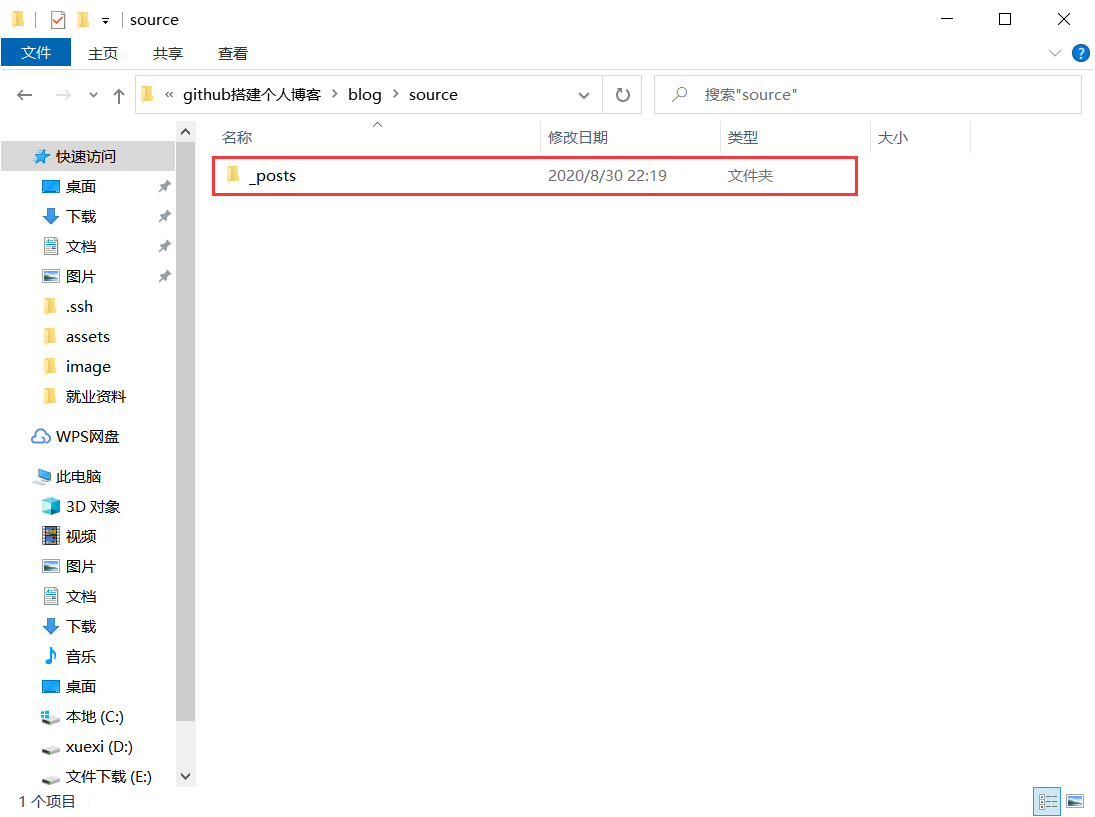 source
文件 主页 共享 查看
« github搭建个人博客 > blog > source 搜索"source"
名称 修改日期 类型 大小
_posts 2020/8/30 22:19 文件夹
快速访问
桌面
下载
文档
图片
.ssh
assets
image
就业资料
WPS网盘
此电脑
3D 对象
视频
图片
文档
下载
音乐
桌面
本地 (C:)
xuexi (D:)
文件下载 (E:)
1 个项目